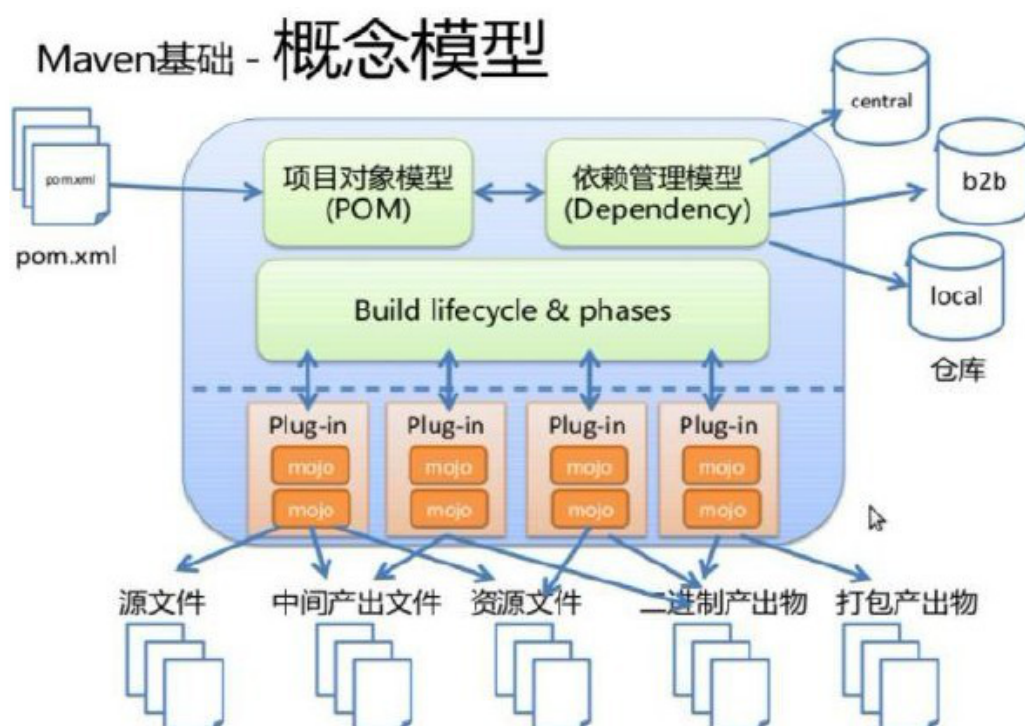 Maven基础 - 概念模型
central
pom.xml
项目对象模型
(POM)
依赖管理模型
(Dependency)
b2b
pom.xml
local
Build lifecycle & phases
仓库
Plug-in
Plug-in
Plug-in
Plug-in
mojo
mojo
mojo
mojo
mojo
mojo
mojo
mojo
源文件
中间产出文件
资源文件
二进制产出物
打包产出物